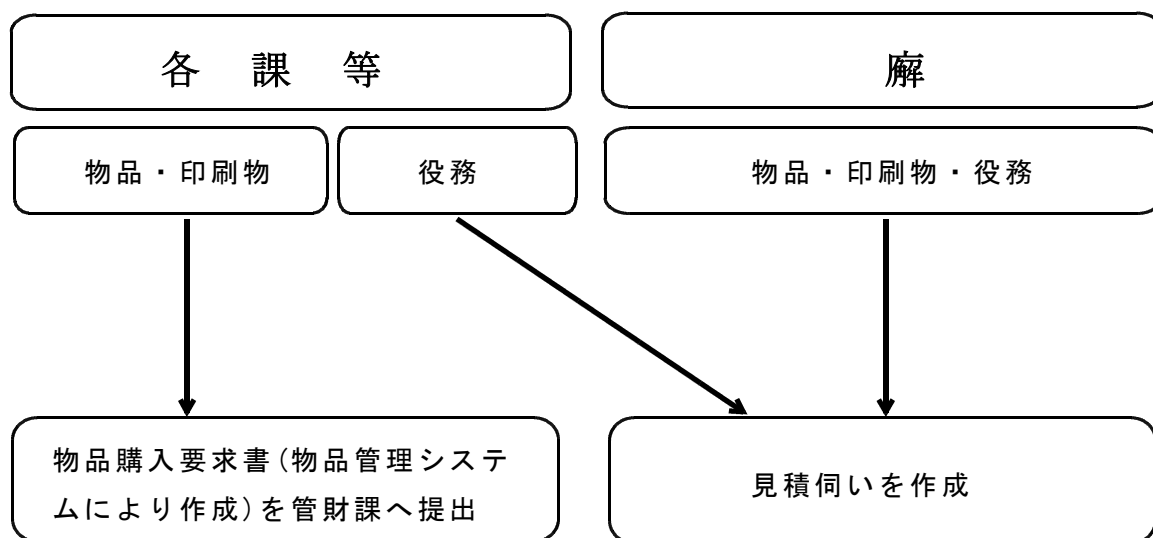 各 課 等
廨
物品・印刷物
役務
物品・印刷物・役務
物品購入要求書(物品管理システ
ムにより作成)を管財課へ提出
見積伺いを作成